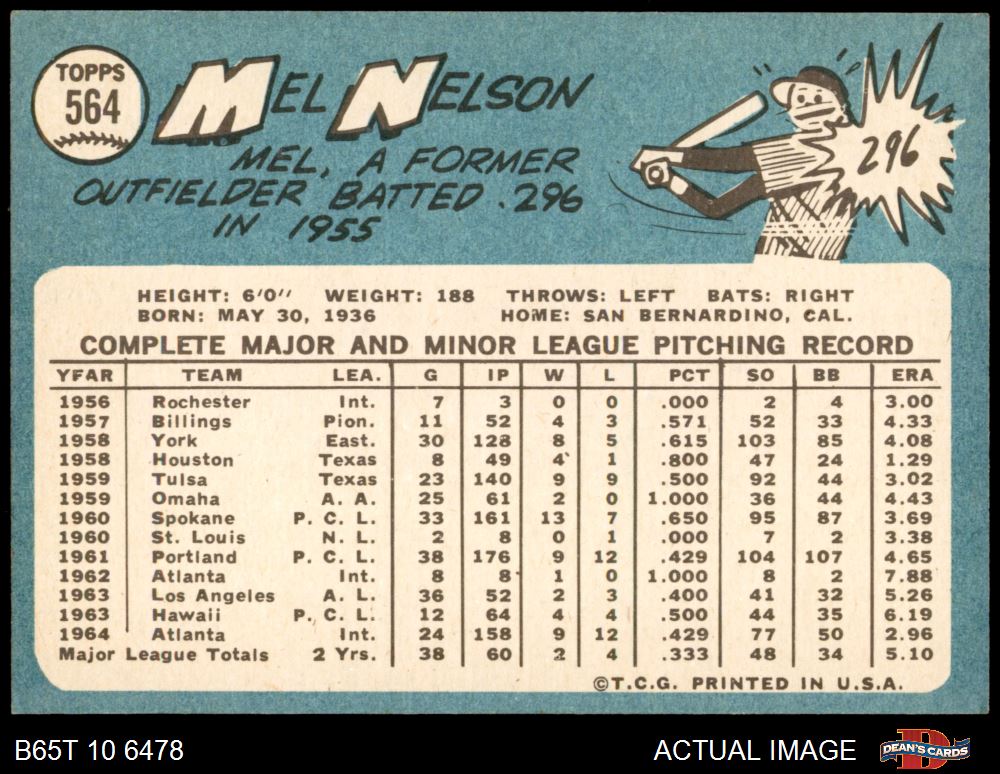 TOPPS
564
MEL NELSON
MEL, A FORMER
OUTFIELDER BATTED .296
IN 1955
296
HEIGHT: 6'0" WEIGHT: 188 THROWS: LEFT BATS: RIGHT
BORN: MAY 30, 1936 HOME: SAN BERNARDINO, CAL.
COMPLETE MAJOR AND MINOR LEAGUE PITCHING RECORD
YEAR TEAM LEA. G IP W L PCT SO BB ERA
1956 Rochester Int. 7 3 0 0 .000 2 4 3.00
1957 Billings Pion. 11 52 4 3 .571 52 33 4.33
1958 York East. 30 128 8 5 .615 103 85 4.08
1958 Houston Texas 8 49 4 1 .800 47 24 1.29
1959 Tulsa Texas 23 140 9 9 .500 92 44 3.02
1959 Omaha A. A. 25 61 2 0 1.000 36 44 4.43
1960 Spokane P. C. L. 33 161 13 7 .650 95 87 3.69
1960 St. Louis N. L. 2 8 0 1 .000 7 2 3.38
1961 Portland P. C. L. 38 176 9 12 .429 104 107 4.65
1962 Atlanta Int. 8 8 1 0 1.000 8 2 7.88
1963 Los Angeles A. L. 36 52 2 3 .400 41 32 5.26
1963 Hawaii P. C. L. 12 64 4 4 .500 44 35 6.19
1964 Atlanta Int. 24 158 9 12 .429 77 50 2.96
Major League Totals 2 Yrs. 38 60 2 4 .333 48 34 5.10
©T.C.G. PRINTED IN U.S.A.
B65T 10 6478 ACTUAL IMAGE DEAN'S CARDS